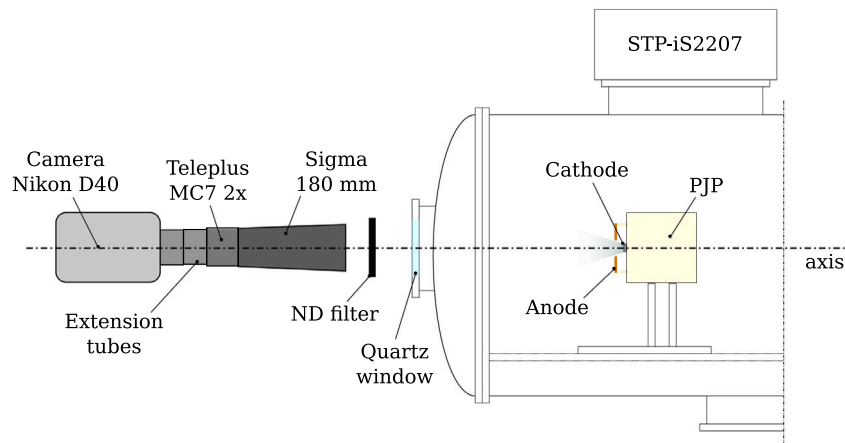 STP-iS2207
Camera
Nikon D40
Teleplus
MC7 2x
Sigma
180 mm
Cathode
PJP
axis
ND filter
Anode
Extension
tubes
Quartz
window